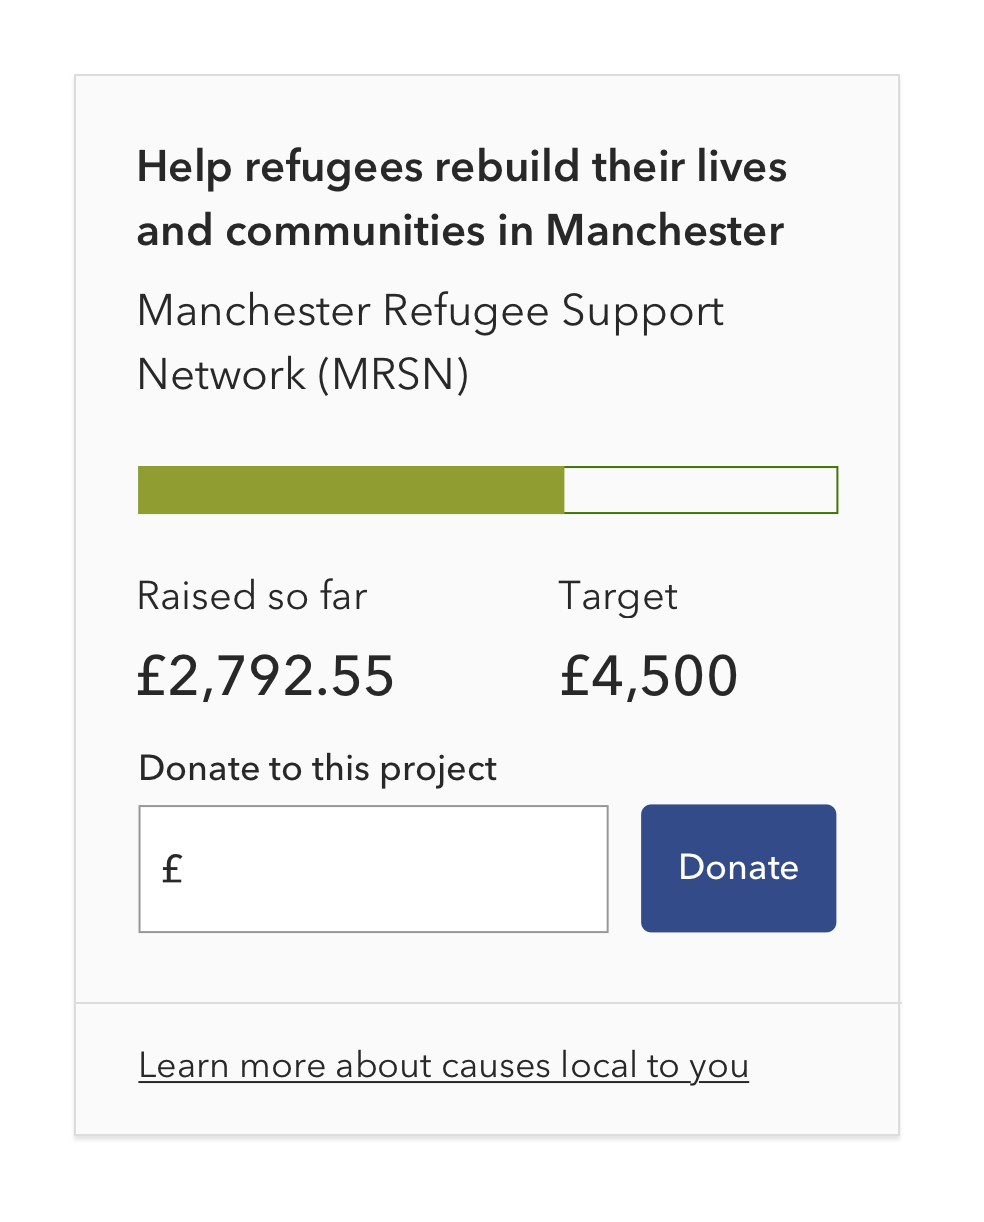 Help refugees rebuild their lives
and communities in Manchester
Manchester Refugee Support
Network (MRSN)
Raised so far
£2,792.55
Target
£4,500
Donate to this project
£
Donate
Learn more about causes local to you